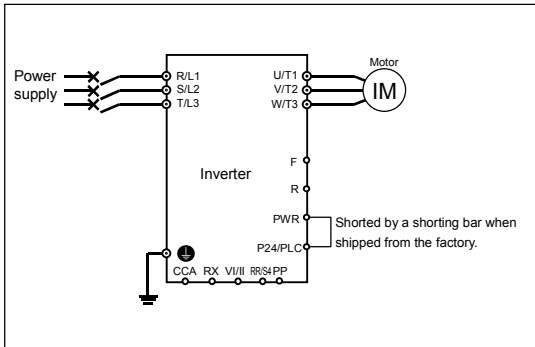 Motor
Power
supply
R/L1
S/L2
T/L3
U/T1
V/T2
W/T3
IM
F
Inverter
R
PWR
Shorted by a shorting bar when
shipped from the factory.
P24/PLC
CCA RX VI/II RR/S4 PP